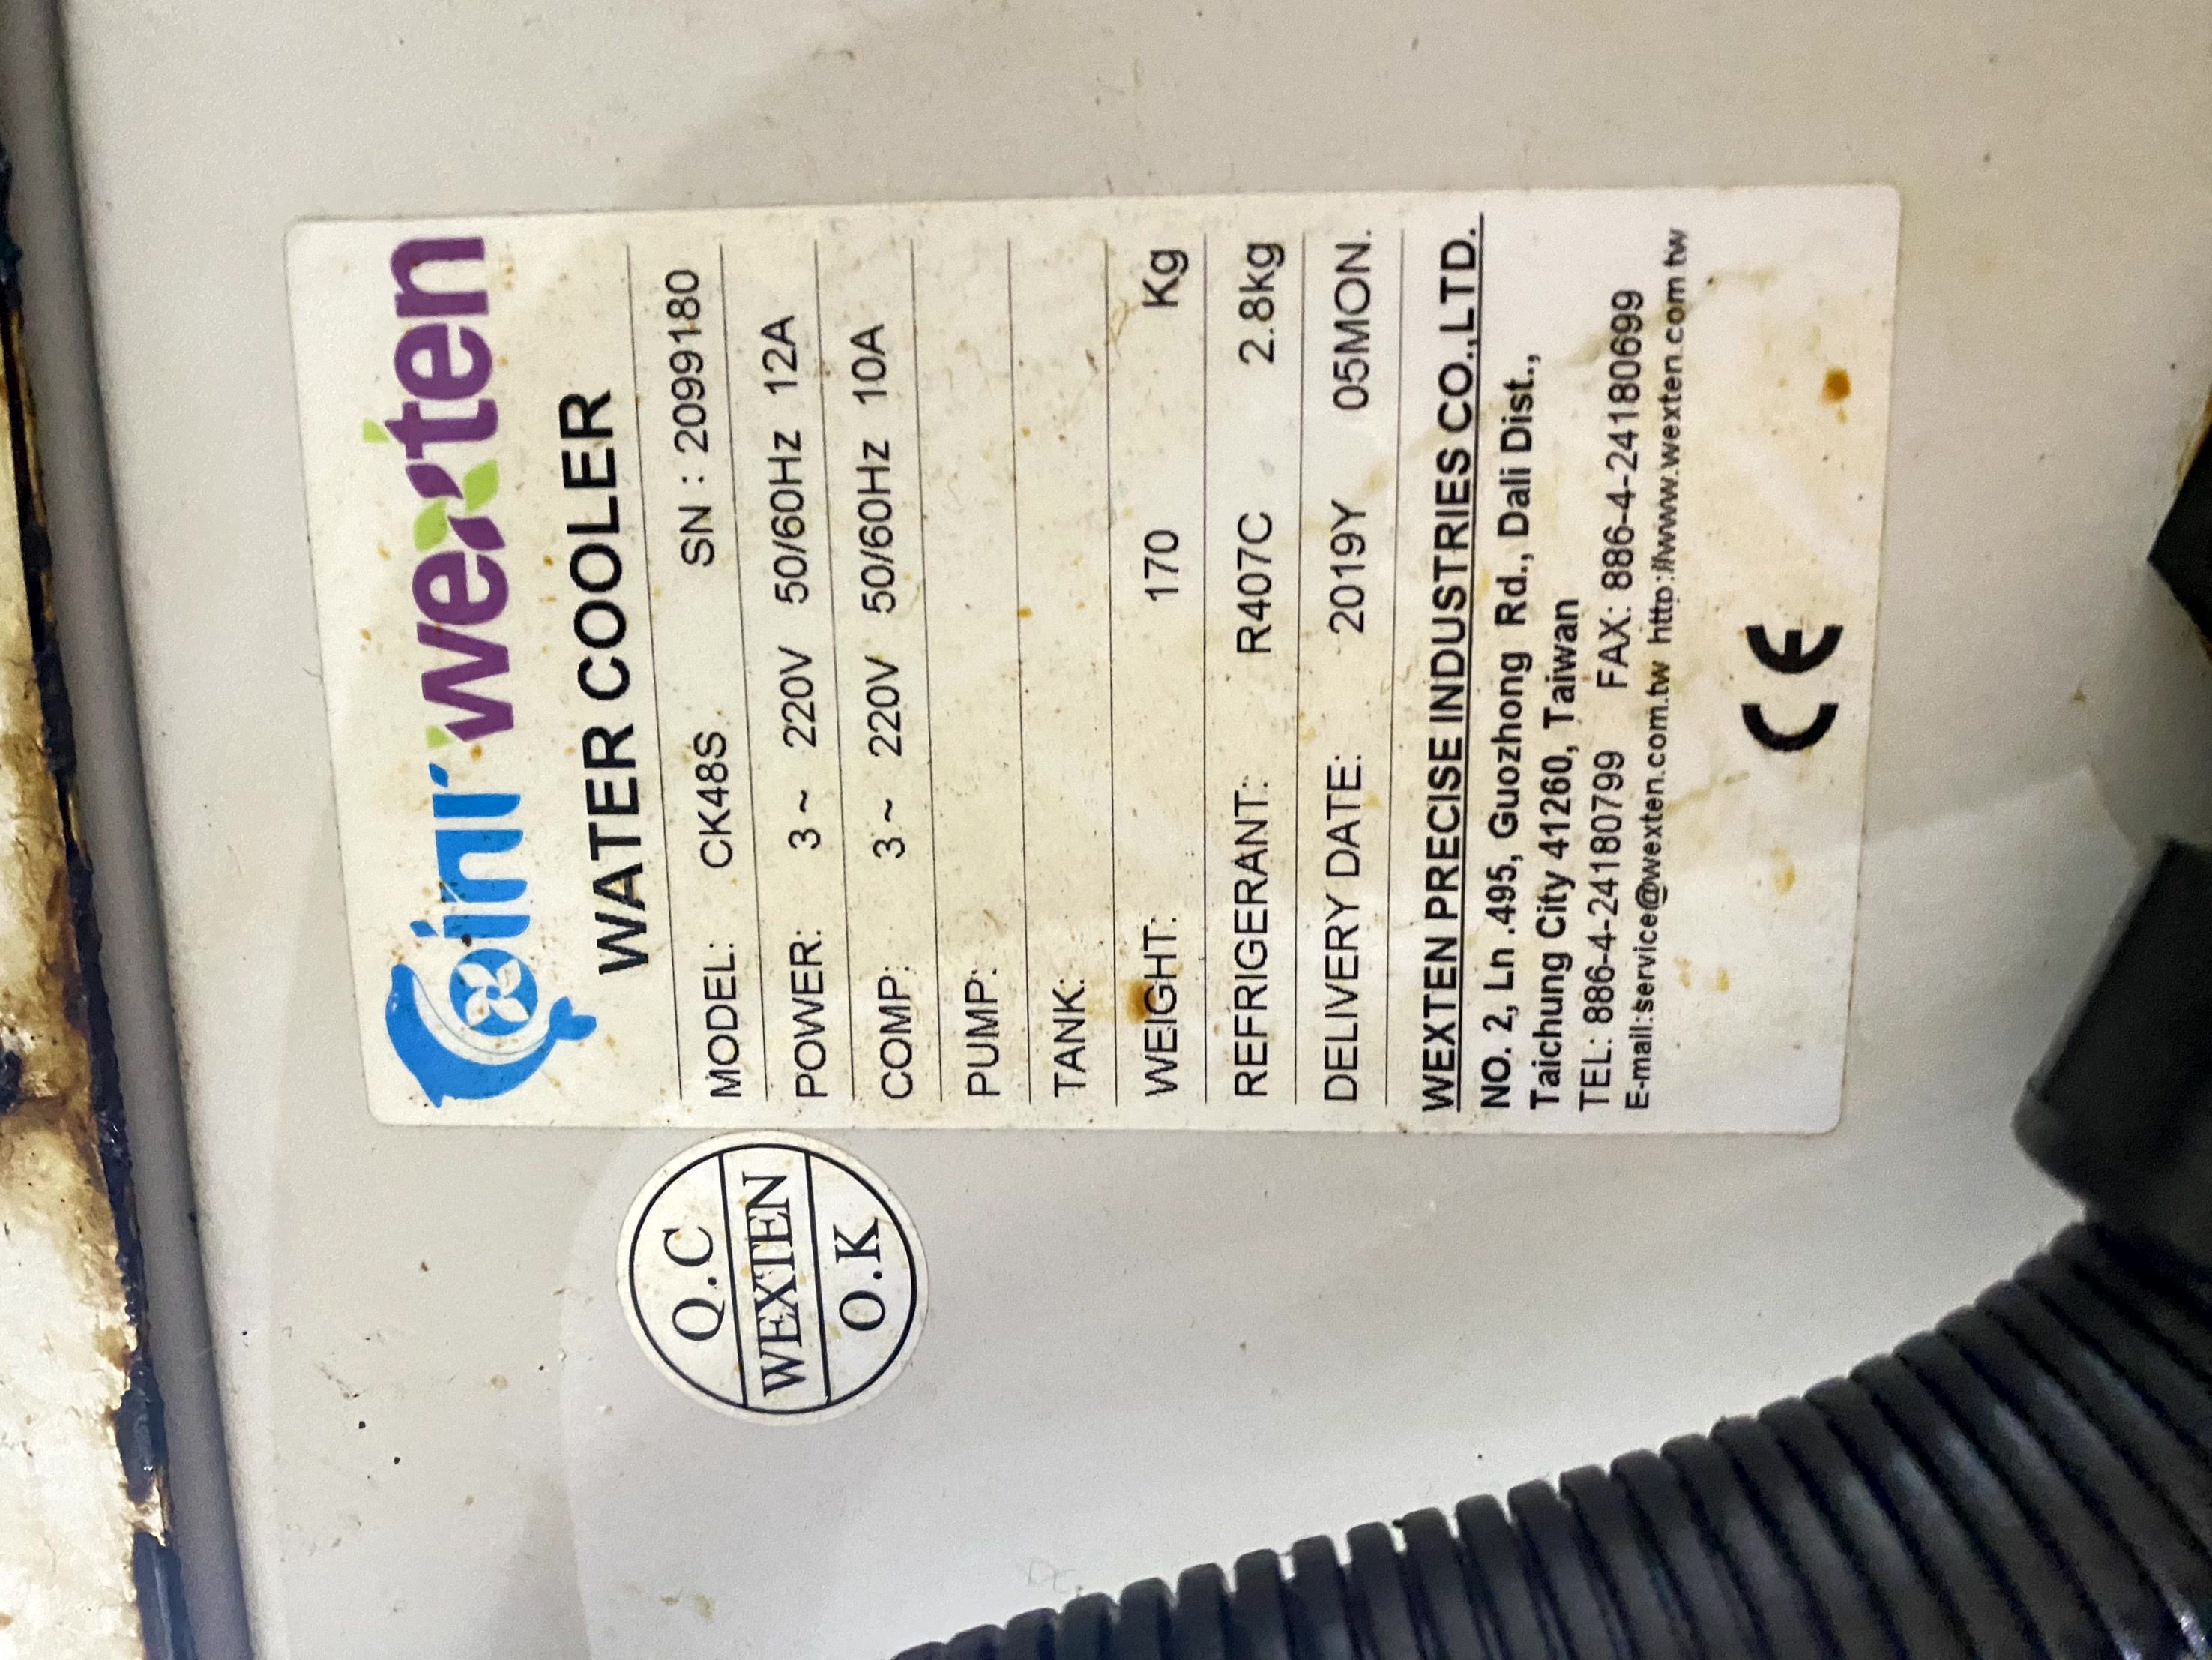 Coinr wexten
WATER COOLER
MODEL: CK48S SN : 2099180
POWER: 3 ~ 220V 50/60Hz 12A
COMP: 3 ~ 220V 50/60Hz 10A
PUMP:
TANK:
WEIGHT: 170 Kg
REFRIGERANT: R407C 2.8kg
DELIVERY DATE: 2019Y 05MON.
WEXTEN PRECISE INDUSTRIES CO.,LTD.
NO. 2, Ln .495, Guozhong Rd., Dali Dist.,
Taichung City 41260, Taiwan
TEL: 886-4-24180799 FAX: 886-4-24180699
E-mail:service@wexten.com.tw http://www.wexten.com.tw
CE
Q.C
WEXTEN
O.K